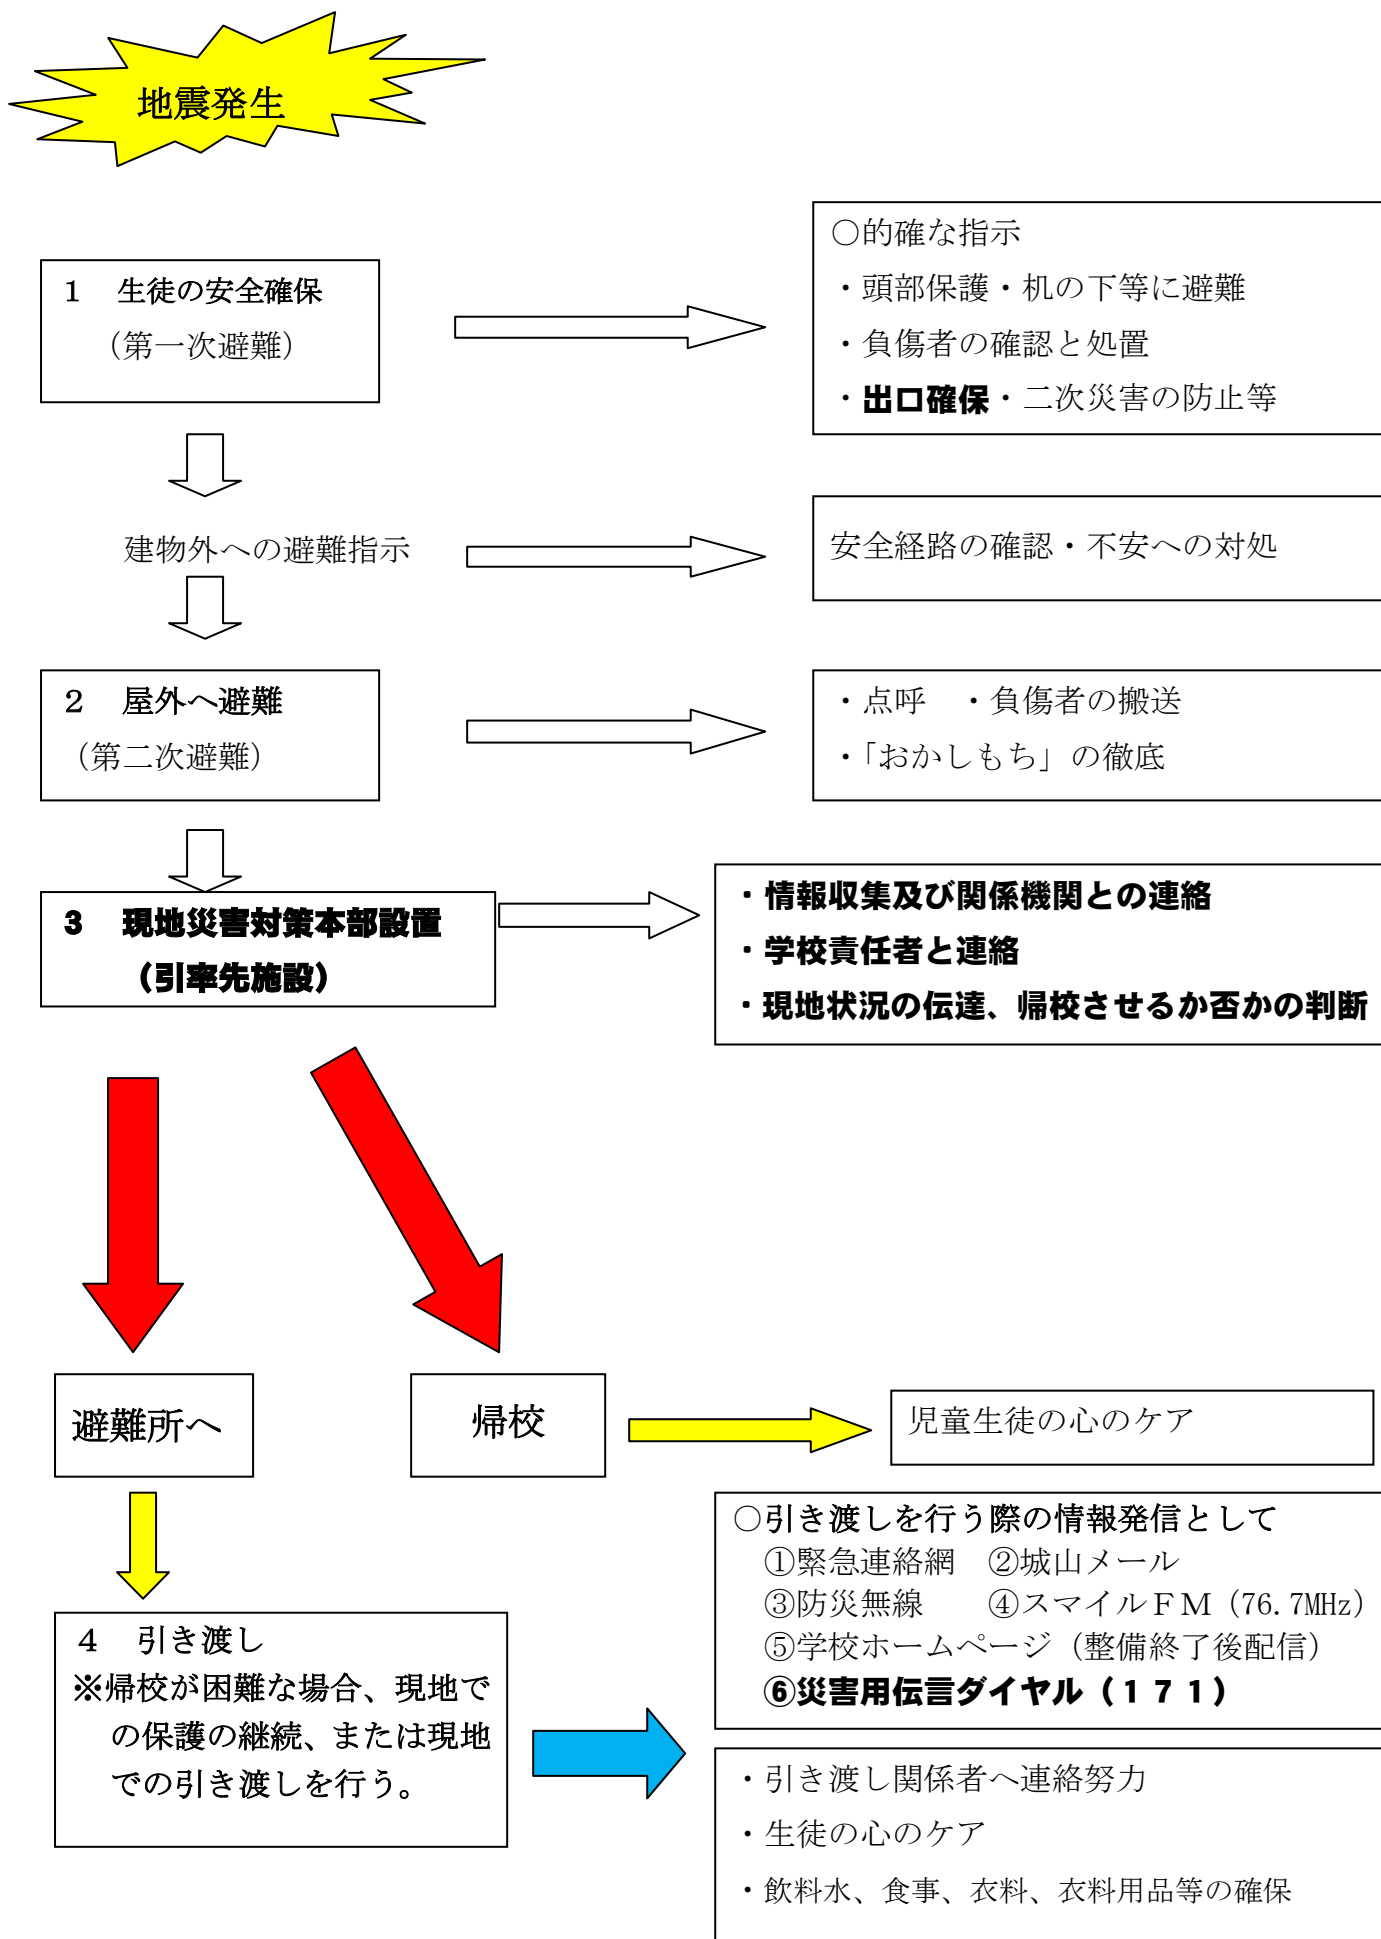 地震発生
1　生徒の安全確保
（第一次避難）
○的確な指示
・頭部保護・机の下等に避難
・負傷者の確認と処置
・出口確保・二次災害の防止等
建物外への避難指示
安全経路の確認・不安への対処
2　屋外へ避難
（第二次避難）
・点呼　・負傷者の搬送
・「おかしもち」の徹底
3　現地災害対策本部設置
（引率先施設）
・情報収集及び関係機関との連絡
・学校責任者と連絡
・現地状況の伝達、帰校させるか否かの判断
避難所へ
帰校
児童生徒の心のケア
4　引き渡し
※帰校が困難な場合、現地で
の保護の継続、または現地
での引き渡しを行う。
○引き渡しを行う際の情報発信として
①緊急連絡網　②城山メール
③防災無線　　④スマイルＦＭ（76.7MHz）
⑤学校ホームページ（整備終了後配信）
⑥災害用伝言ダイヤル（１７１）
・引き渡し関係者へ連絡努力
・生徒の心のケア
・飲料水、食事、衣料、衣料用品等の確保